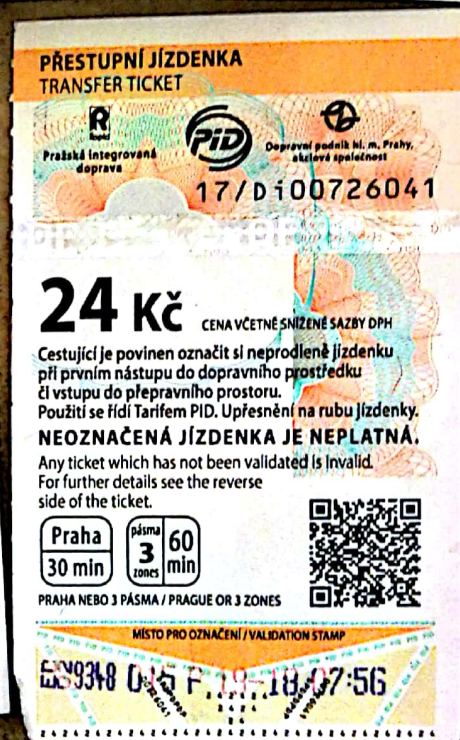 PŘESTUPNÍ JÍZDENKA
TRANSFER TICKET
R
Ropid
PiD
Pražská integrovaná
doprava
Dopravní podnik hl. m. Prahy,
akciová společnost
17/Di00726041
24 Kč
CENA VČETNĚ SNÍŽENÉ SAZBY DPH
Cestující je povinen označit si neprodleně jízdenku
při prvním nástupu do dopravního prostředku
či vstupu do přepravního prostoru.
Použití se řídí Tarifem PID. Upřesnění na rubu jízdenky.
NEOZNAČENÁ JÍZDENKA JE NEPLATNÁ.
Any ticket which has not been validated is invalid.
For further details see the reverse
side of the ticket.
Praha
30 min
pásma
3
zones
60
min
PRAHA NEBO 3 PÁSMA / PRAGUE OR 3 ZONES
MÍSTO PRO OZNAČENÍ / VALIDATION STAMP
07:56